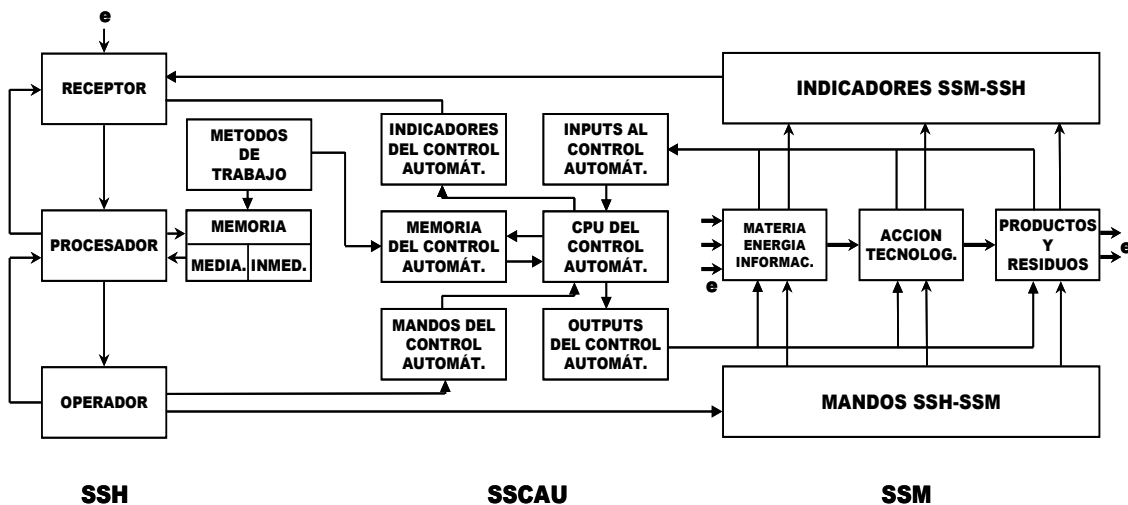 e
RECEPTOR
INDICADORES SSM-SSH
METODOS
DE
TRABAJO
INDICADORES
DEL CONTROL
AUTOMÁT.
INPUTS AL
CONTROL
AUTOMÁT.
PROCESADOR
MEMORIA
MEDIA.
INMED.
MEMORIA
DEL CONTROL
AUTOMÁT.
CPU DEL
CONTROL
AUTOMÁT.
MATERIA
ENERGIA
INFORMAC.
e
ACCION
TECNOLOG.
PRODUCTOS
Y
RESIDUOS
e
MANDOS DEL
CONTROL
AUTOMÁT.
OUTPUTS
DEL CONTROL
AUTOMÁT.
OPERADOR
MANDOS SSH-SSM
SSH
SSCAU
SSM